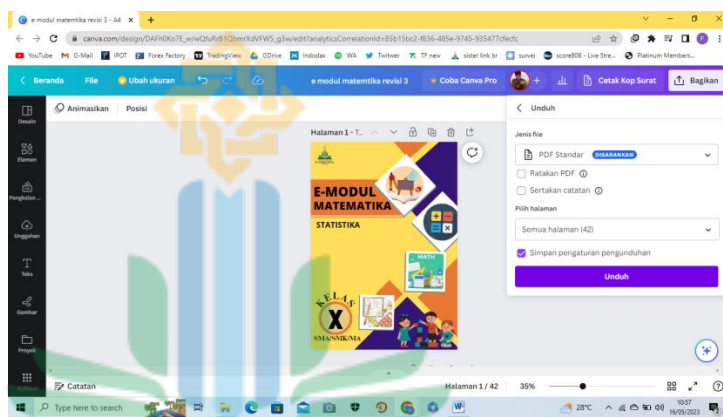 e modul matemtika revisi 3 - A4
canva.com/design/DAFh0Ko7E_w/wQfuRr81QbmrXdVFW5_g3w/edit?analyticsCorrelationId=85b15bc2-f836-485e-9745-935477cfecfc
YouTube G-Mail IPOT Forex Factory TradingView GDrive Indodax WA Twitwer TF new sister link br survei score808 - Live Stre... Platinum Members...
Beranda File Ubah ukuran e modul matemtika revisi 3 Coba Canva Pro Cetak Kop Surat Bagikan
Animasikan Posisi
Desain
Elemen
Unggahan
Teks
Gambar
Proyek
Halaman 1 - T...
E-MODUL
MATEMATIKA
STATISTIKA
MATH
KELAS
X
SMA/SMK/MA
Unduh
Jenis file
PDF Standar DISARANKAN
Ratakan PDF
Sertakan catatan
Pilih halaman
Semua halaman (42)
Simpan pengaturan pengunduhan
Unduh
Catatan
Halaman 1 / 42 35%
Type here to search
28°C
10:57
16/05/2023